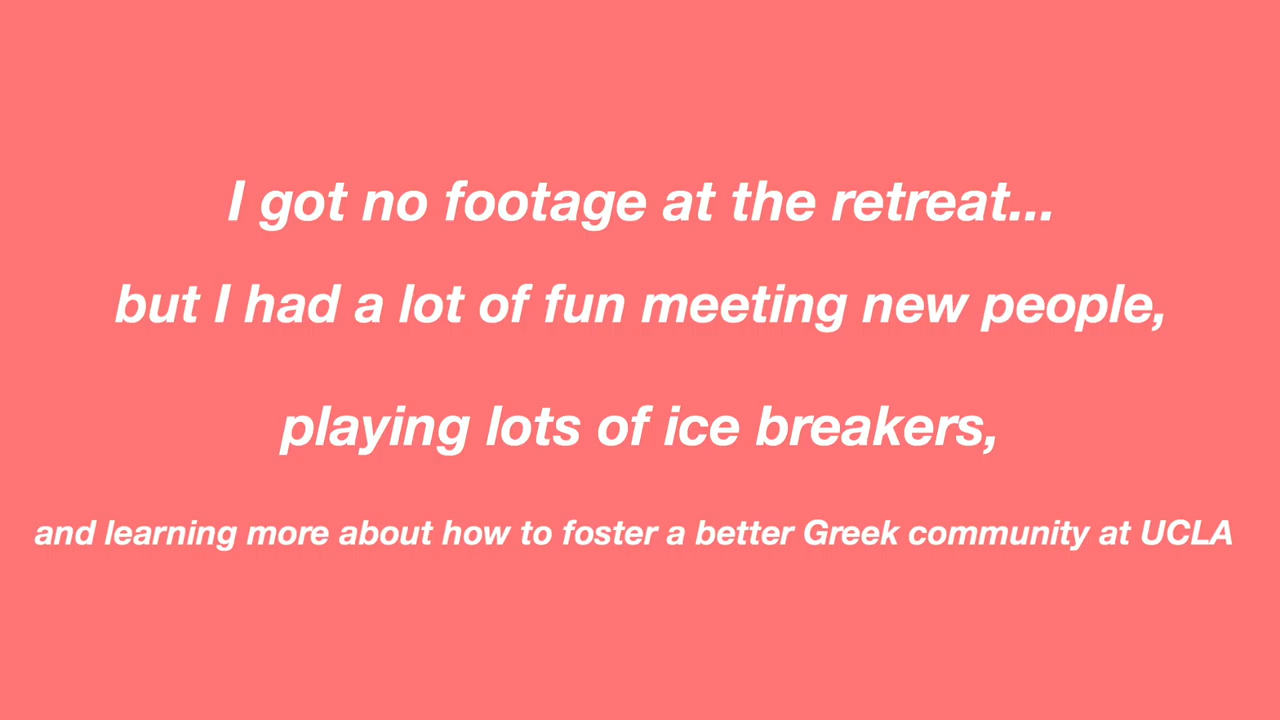 I got no footage at the retreat...
but I had a lot of fun meeting new people,
playing lots of ice breakers,
and learning more about how to foster a better Greek community at UCLA